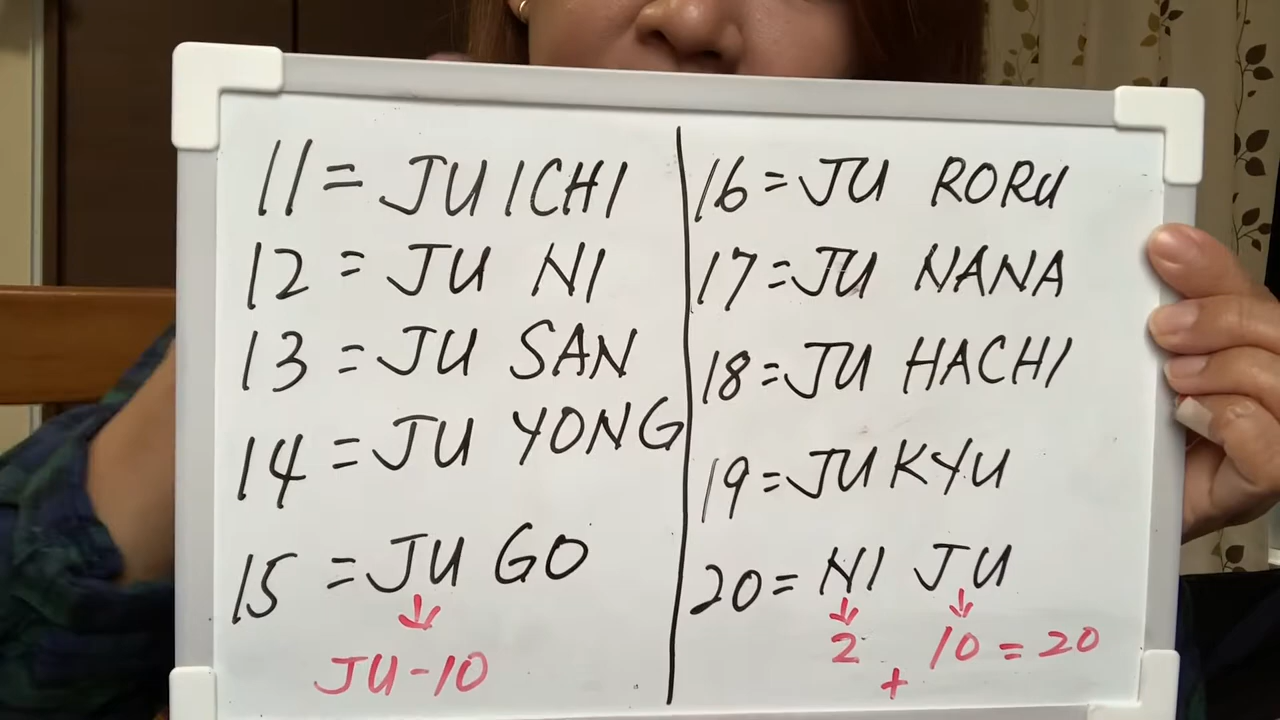 11 = JU ICHI
12 = JU NI
13 = JU SAN
14 = JU YONG
15 = JU GO
↓
JU-10
16 = JU RORU
17 = JU NANA
18 = JU HACHI
19 = JU KYU
20 = NI JU
↓ ↓
2 + 10 = 20